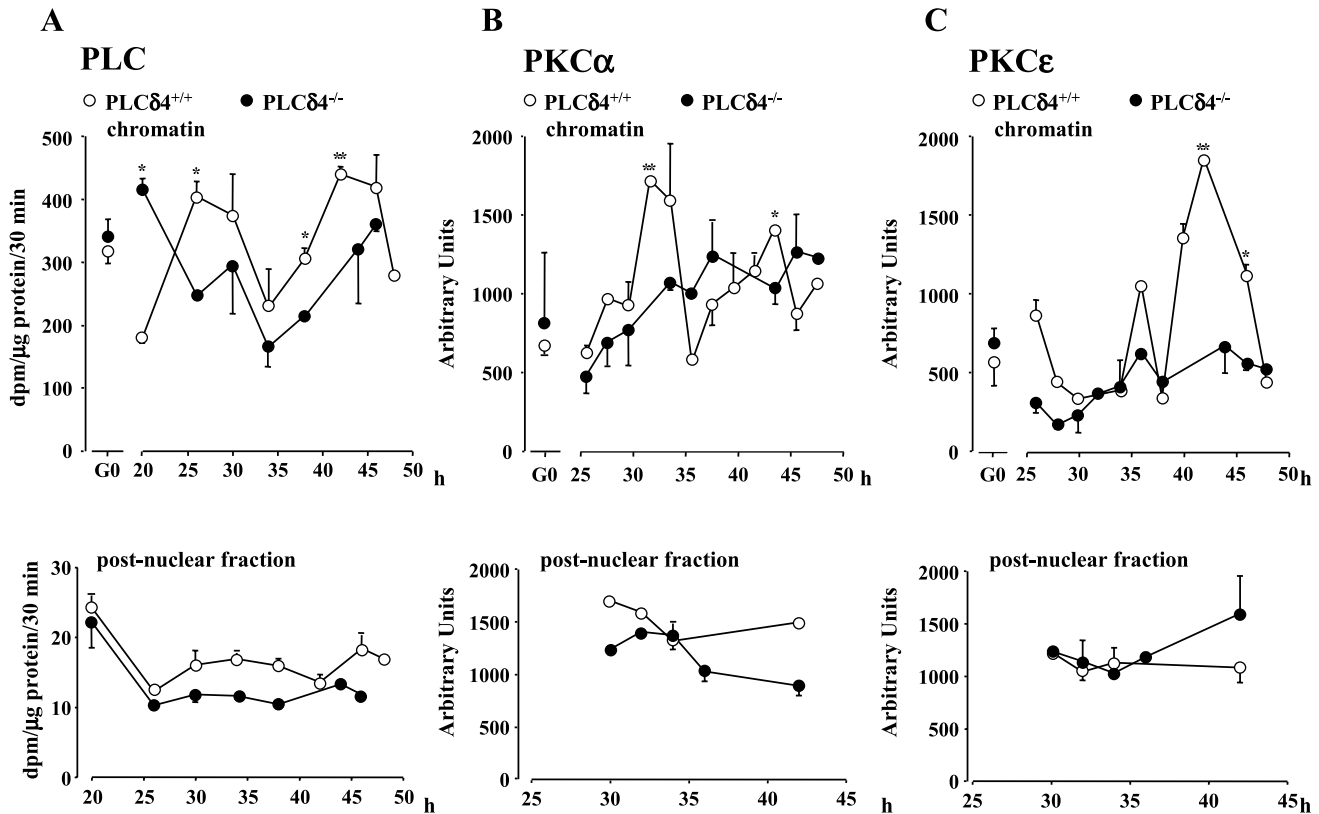 A
PLC
PLCδ4+/+ PLCδ4-/-
chromatin
500
400
300
200
100
0
dpm/μg protein/30 min
* * * **
G0 20 25 30 35 40 45 50 h
B
PKCα
PLCδ4+/+ PLCδ4-/-
chromatin
2000
1500
1000
500
0
Arbitrary Units
** *
G0 25 30 35 40 45 50 h
C
PKCε
PLCδ4+/+ PLCδ4-/-
chromatin
2000
1500
1000
500
0
Arbitrary Units
** *
G0 25 30 35 40 45 50 h
post-nuclear fraction
30
20
10
0
dpm/μg protein/30 min
20 25 30 35 40 45 50 h
post-nuclear fraction
2000
1500
1000
500
0
Arbitrary Units
25 30 35 40 45 h
post-nuclear fraction
2000
1500
1000
500
0
Arbitrary Units
25 30 35 40 45 h